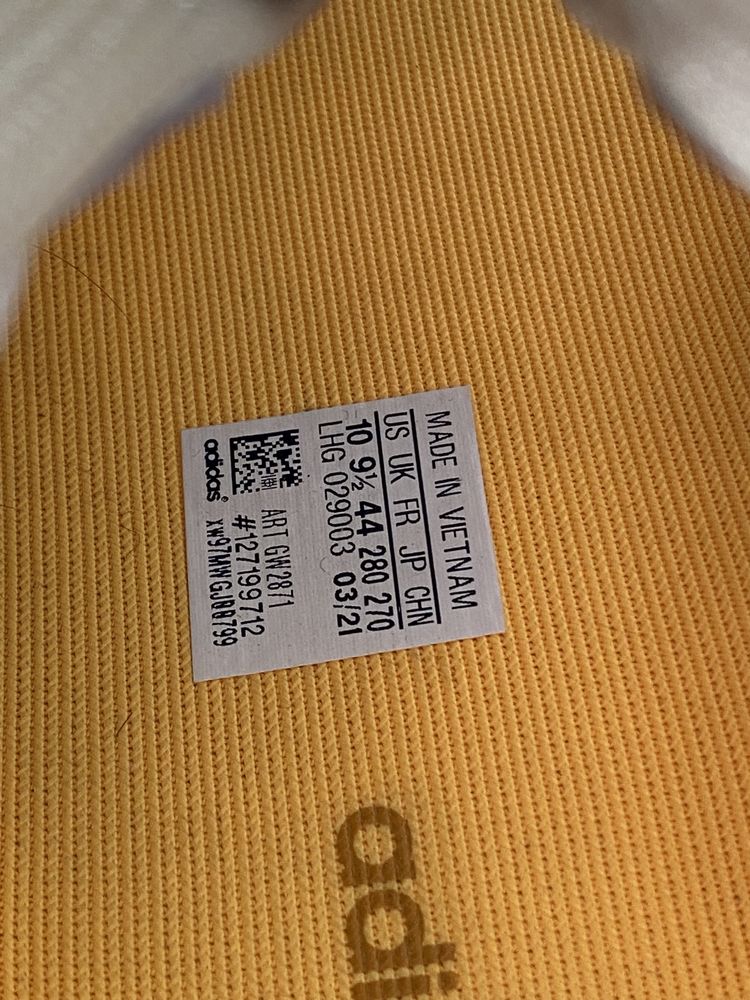 MADE IN VIETNAM
US UK FR JP CHN
10 9½ 44 280 270
LHG 029003 03/21
ART GW2871
#127199712
adidas® XW97MWGJ00799
adi